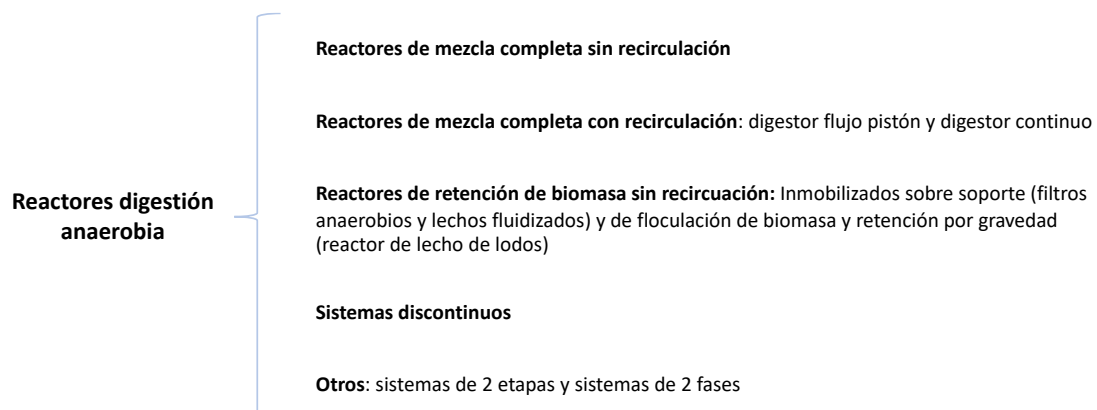 Reactores digestión
anaerobia
Reactores de mezcla completa sin recirculación
Reactores de mezcla completa con recirculación: digestor flujo pistón y digestor continuo
Reactores de retención de biomasa sin recircuación: Inmobilizados sobre soporte (filtros
anaerobios y lechos fluidizados) y de floculación de biomasa y retención por gravedad
(reactor de lecho de lodos)
Sistemas discontinuos
Otros: sistemas de 2 etapas y sistemas de 2 fases